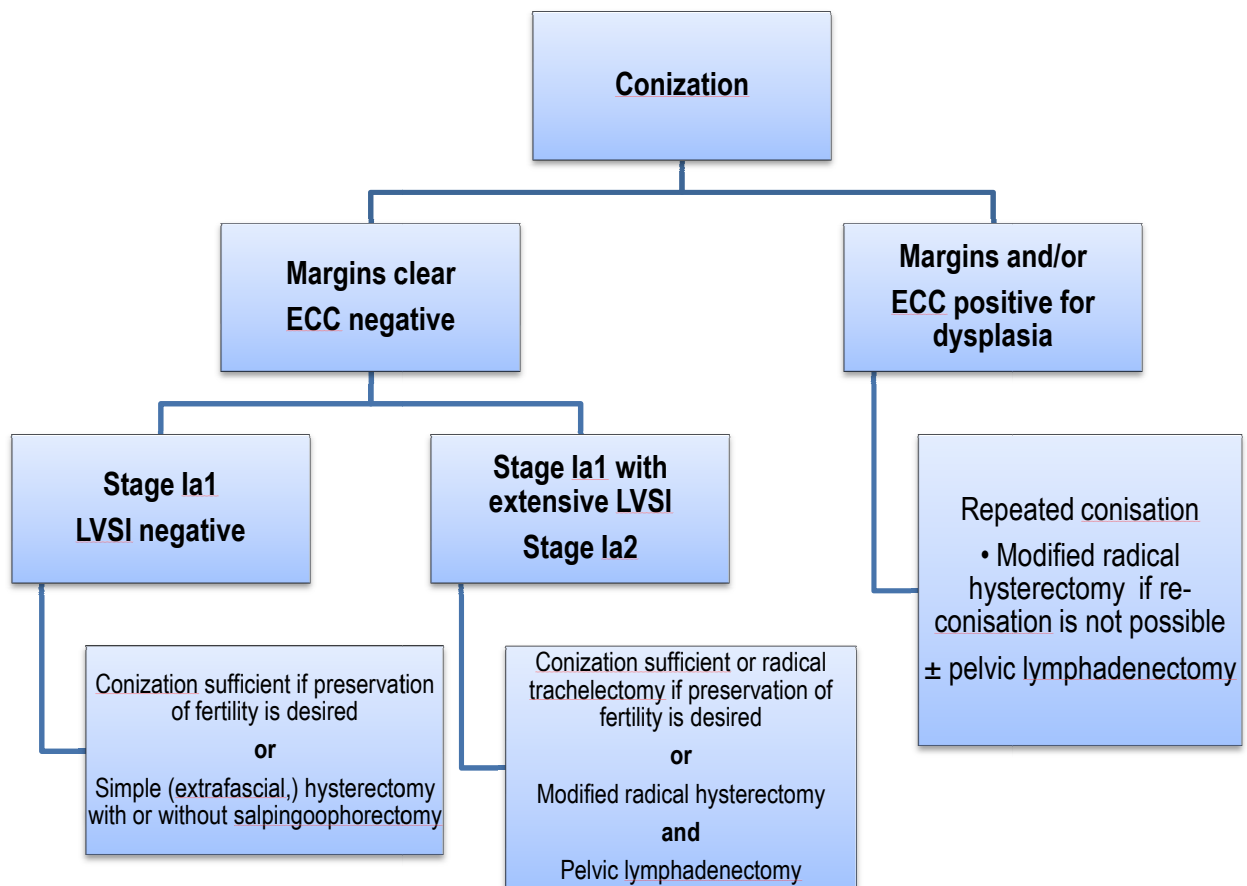 Conization
Margins clear
ECC negative
Margins and/or
ECC positive for
dysplasia
Stage Ia1
LVSI negative
Stage Ia1 with
extensive LVSI
Stage Ia2
Repeated conisation
• Modified radical
hysterectomy if re-
conisation is not possible
± pelvic lymphadenectomy
Conization sufficient if preservation
of fertility is desired
or
Simple (extrafascial,) hysterectomy
with or without salpingoophorectomy
Conization sufficient or radical
trachelectomy if preservation of
fertility is desired
or
Modified radical hysterectomy
and
Pelvic lymphadenectomy